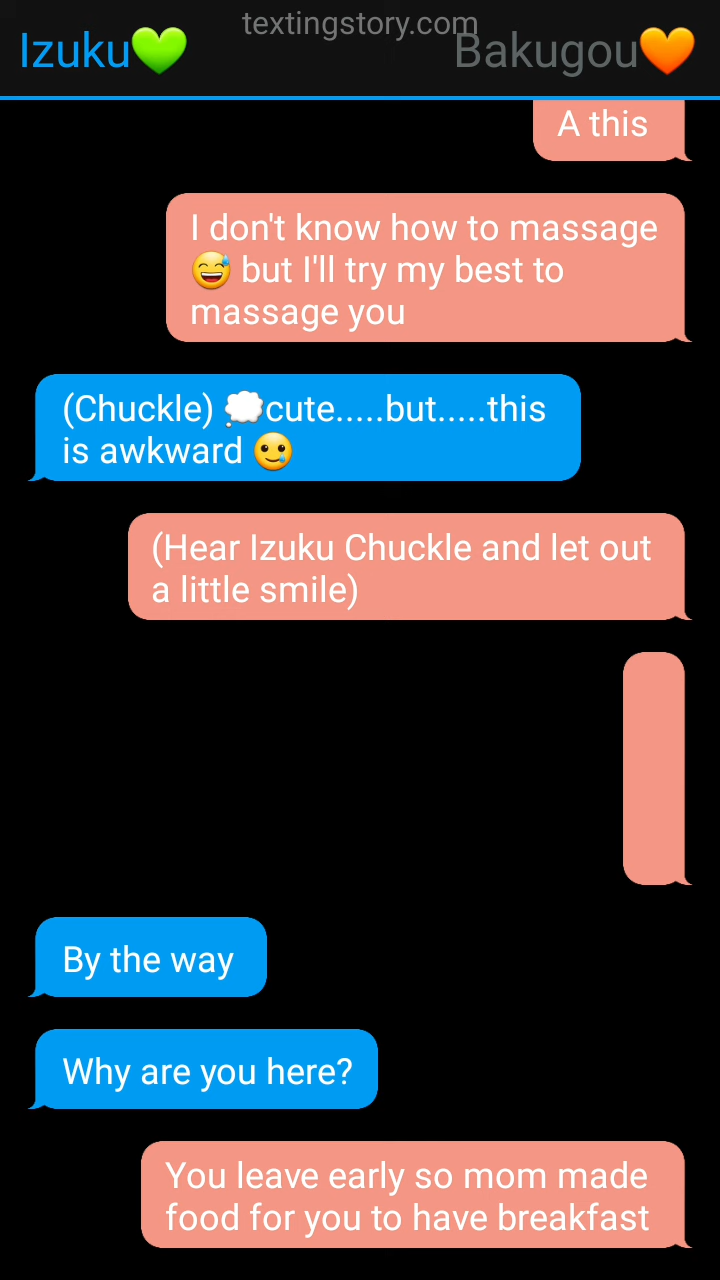 textingstory.com
Izuku💚
Bakugou🧡
A this
I don't know how to massage
😅 but I'll try my best to
massage you
(Chuckle) 💭cute.....but.....this
is awkward 🥲
(Hear Izuku Chuckle and let out
a little smile)
By the way
Why are you here?
You leave early so mom made
food for you to have breakfast